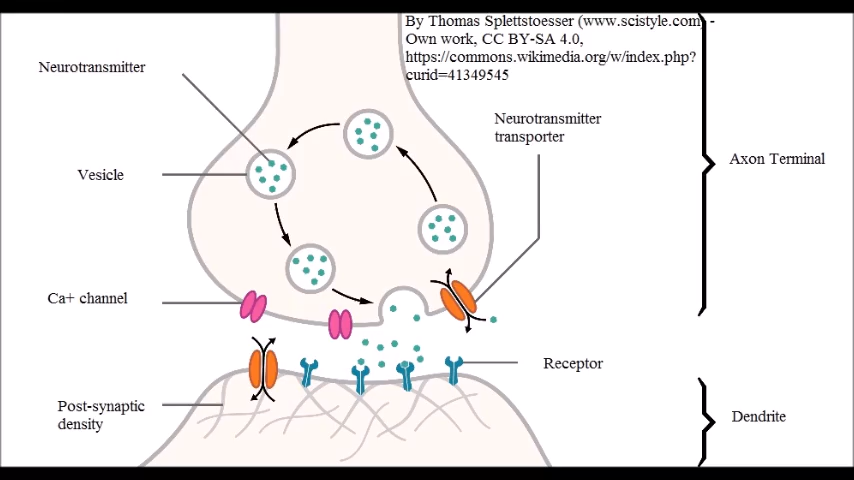 By Thomas Splettstoesser (www.scistyle.com) -
Own work, CC BY-SA 4.0,
https://commons.wikimedia.org/w/index.php?
curid=41349545
Neurotransmitter
Neurotransmitter
transporter
Axon Terminal
Vesicle
Ca+ channel
Receptor
Post-synaptic
density
Dendrite